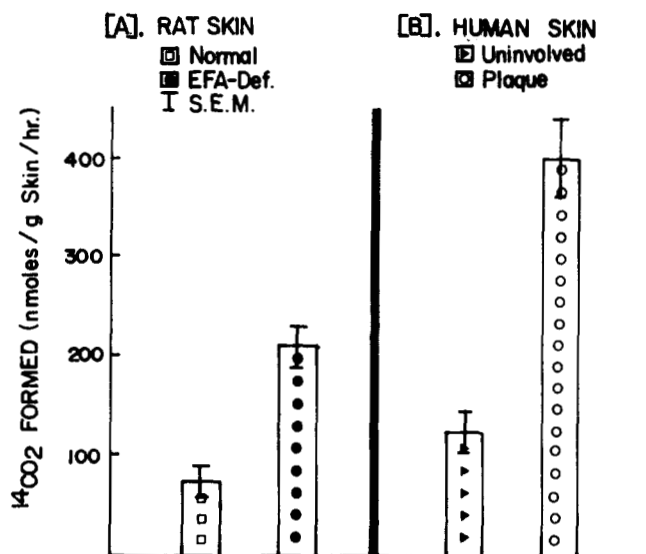 [A]. RAT SKIN
Normal
EFA-Def.
S.E.M.
[B]. HUMAN SKIN
Uninvolved
Plaque
14CO2 FORMED (nmoles/g Skin/hr.)
400
300
200
100